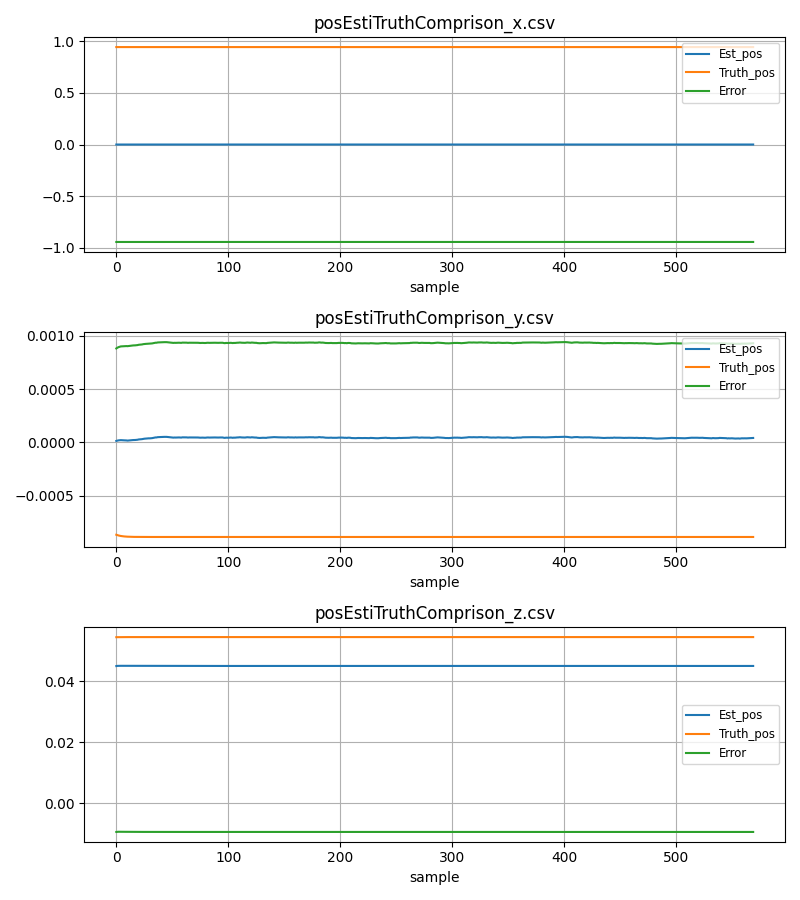 posEstiTruthComprison_x.csv
1.0
0.5
0.0
−0.5
−1.0
Est_pos
Truth_pos
Error
0 100 200 300 400 500
sample
posEstiTruthComprison_y.csv
0.0010
0.0005
0.0000
−0.0005
Est_pos
Truth_pos
Error
0 100 200 300 400 500
sample
posEstiTruthComprison_z.csv
0.04
0.02
0.00
Est_pos
Truth_pos
Error
0 100 200 300 400 500
sample